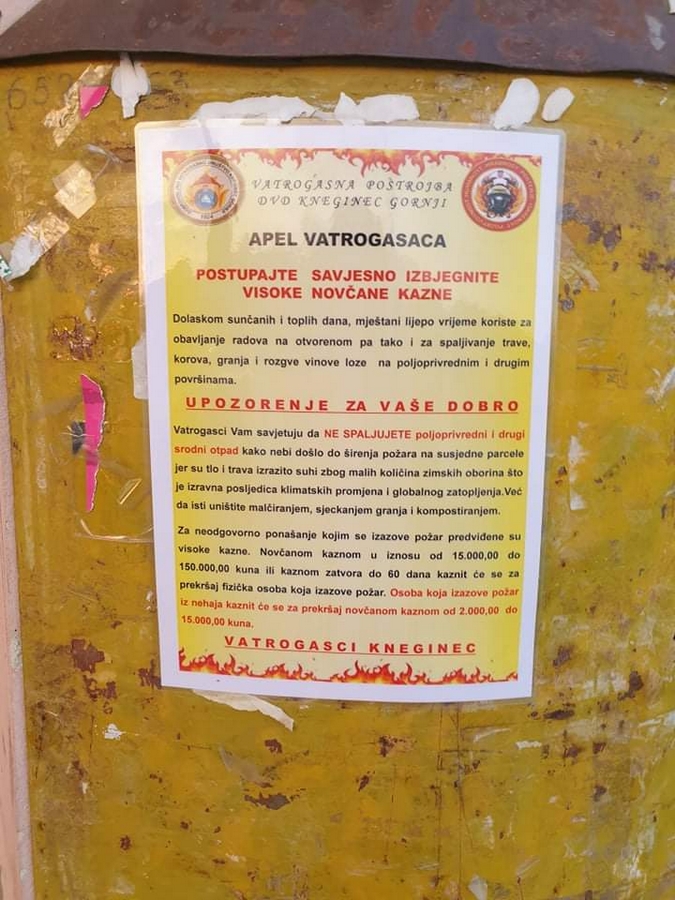 VATROGASNA POSTROJBA
DVD KNEGINEC GORNJI
APEL VATROGASACA
POSTUPAJTE SAVJESNO IZBJEGNITE
VISOKE NOVČANE KAZNE
Dolaskom sunčanih i toplih dana, mještani lijepo vrijeme koriste za
obavljanje radova na otvorenom pa tako i za spaljivanje trave,
korova, granja i rozgve vinove loze na poljoprivrednim i drugim
površinama.
UPOZORENJE ZA VAŠE DOBRO
Vatrogasci Vam savjetuju da NE SPALJUJETE poljoprivredni i drugi
srodni otpad kako nebi došlo do širenja požara na susjedne parcele
jer su tlo i trava izrazito suhi zbog malih količina zimskih oborina što
je izravna posljedica klimatskih promjena i globalnog zatopljenja.Već
da isti uništite malčiranjem, sjeckanjem granja i kompostiranjem.
Za neodgovorno ponašanje kojim se izazove požar predviđene su
visoke kazne. Novčanom kaznom u iznosu od 15.000,00 do
150.000,00 kuna ili kaznom zatvora do 60 dana kaznit će se za
prekršaj fizička osoba koja izazove požar. Osoba koja izazove požar
iz nehaja kaznit će se za prekršaj novčanom kaznom od 2.000,00 do
15.000,00 kuna.
VATROGASCI KNEGINEC